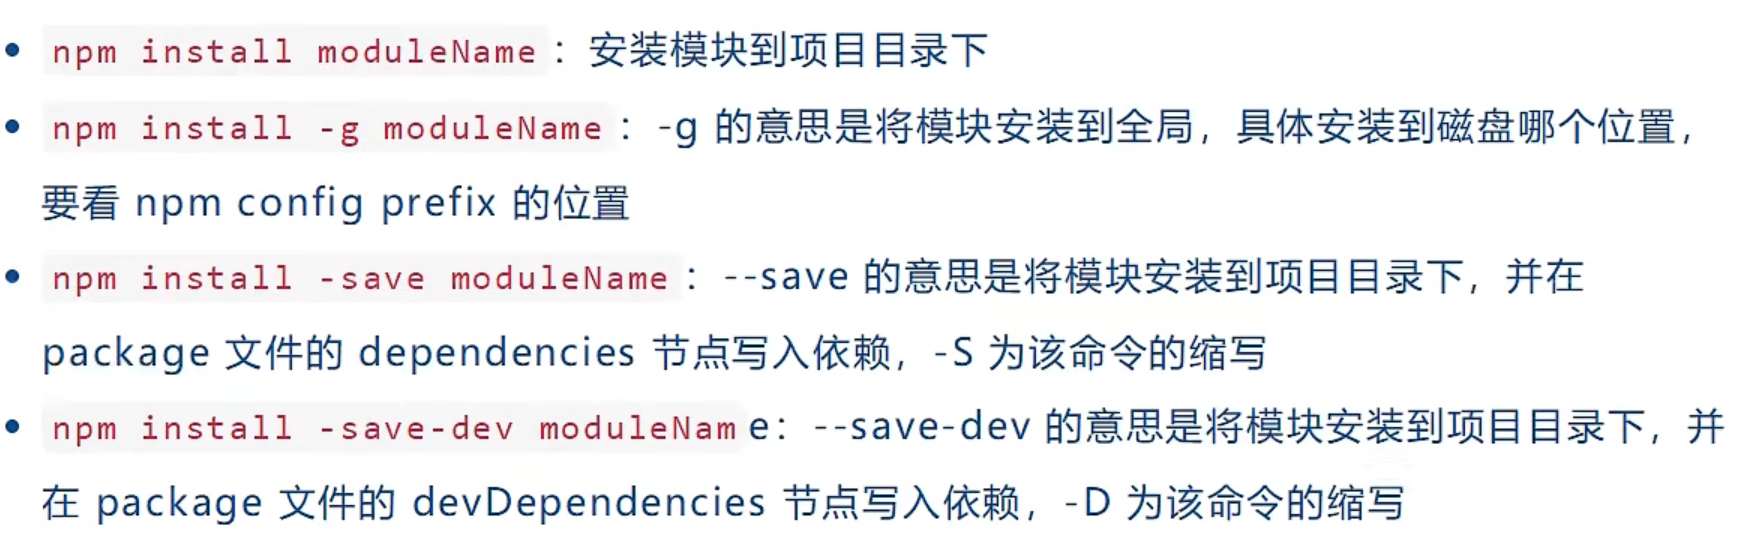 • npm install moduleName：安装模块到项目目录下
• npm install -g moduleName：-g 的意思是将模块安装到全局，具体安装到磁盘哪个位置，
要看 npm config prefix 的位置
• npm install -save moduleName：--save 的意思是将模块安装到项目目录下，并在
package 文件的 dependencies 节点写入依赖，-S 为该命令的缩写
• npm install -save-dev moduleName：--save-dev 的意思是将模块安装到项目目录下，并
在 package 文件的 devDependencies 节点写入依赖，-D 为该命令的缩写